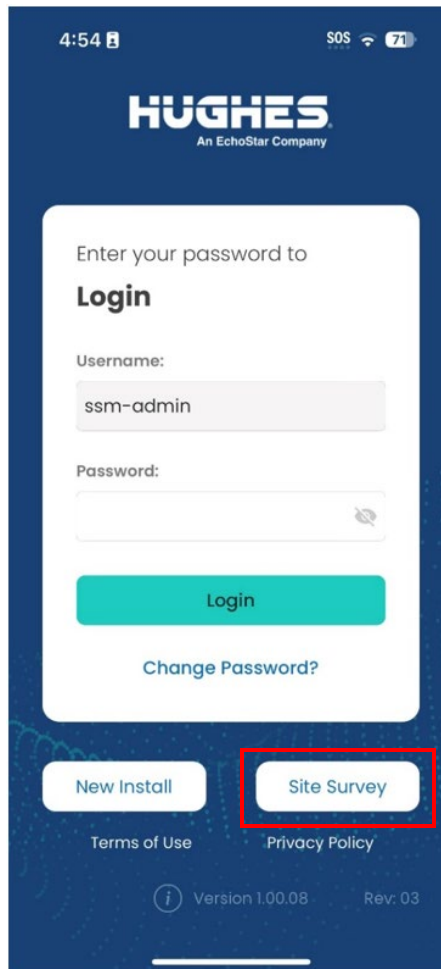 4:54
SOS 71
HUGHES®
An EchoStar Company
Enter your password to
Login
Username:
ssm-admin
Password:
Login
Change Password?
New Install Site Survey
Terms of Use Privacy Policy
i Version 1.00.08 Rev: 03